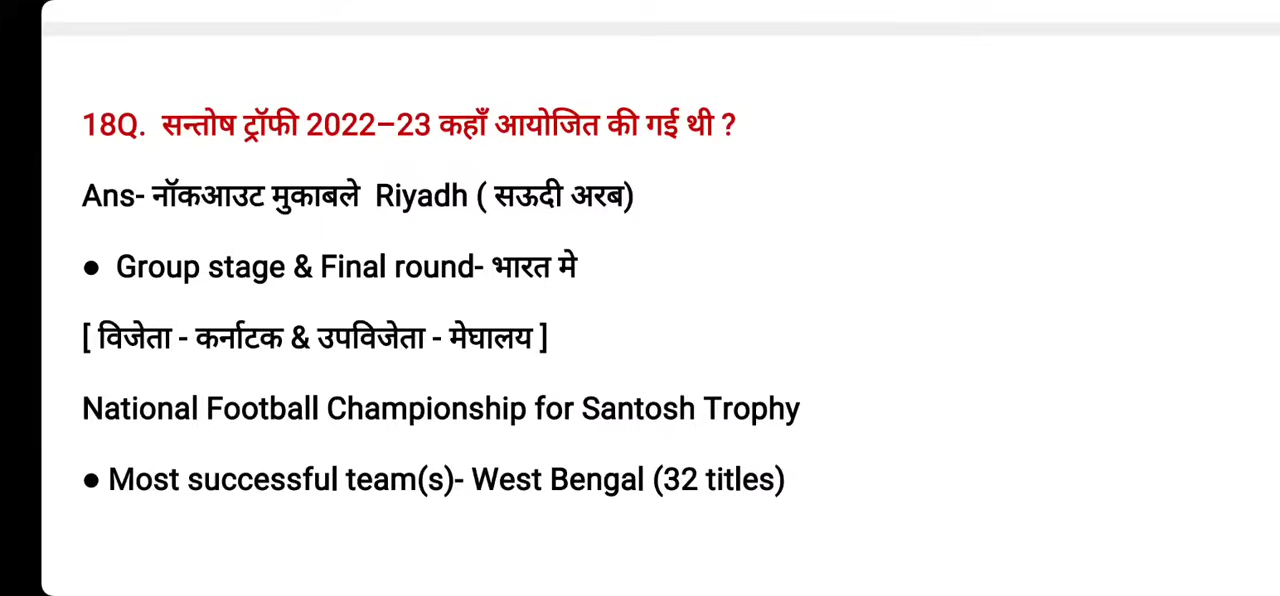 18Q. सन्तोष ट्रॉफी 2022–23 कहाँ आयोजित की गई थी ?
Ans- नॉकआउट मुकाबले Riyadh ( सऊदी अरब)
● Group stage & Final round- भारत मे
[ विजेता - कर्नाटक & उपविजेता - मेघालय ]
National Football Championship for Santosh Trophy
● Most successful team(s)- West Bengal (32 titles)